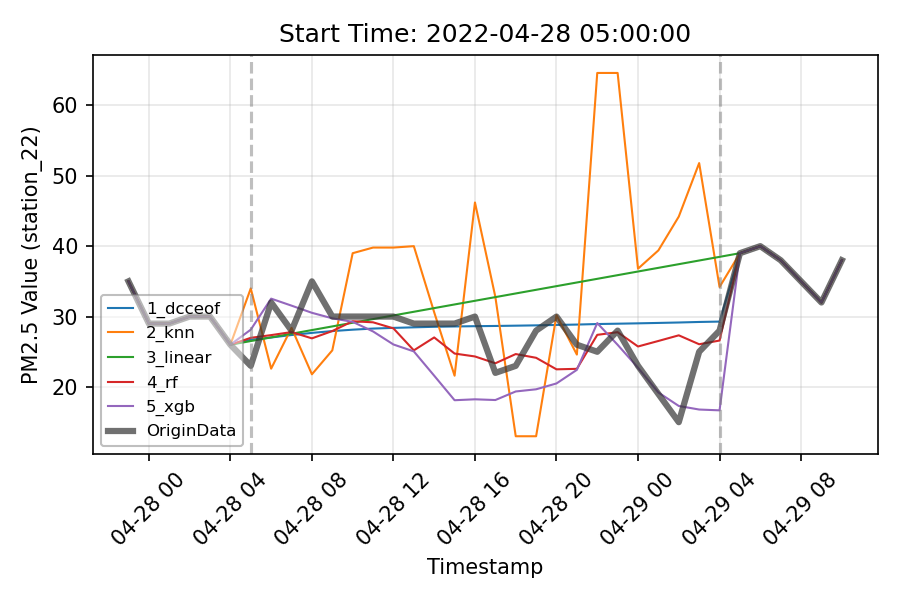 Start Time: 2022-04-28 05:00:00
PM2.5 Value (station_22)
60
50
40
30
20
1_dcceof
2_knn
3_linear
4_rf
5_xgb
OriginData
04-28 00
04-28 04
04-28 08
04-28 12
04-28 16
04-28 20
04-29 00
04-29 04
04-29 08
Timestamp